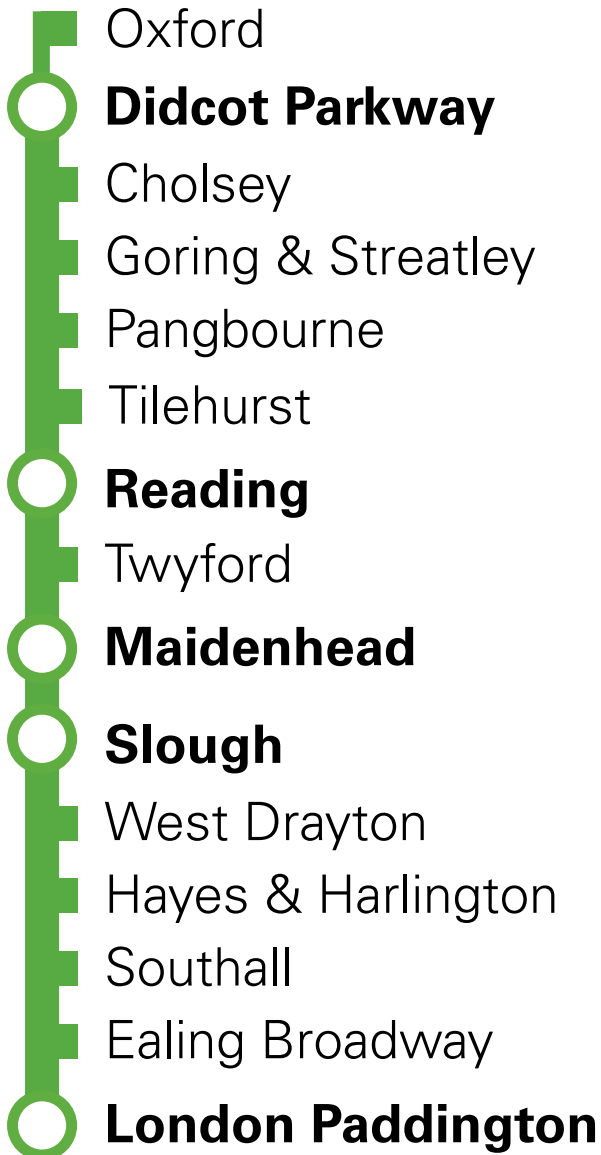 Oxford
Didcot Parkway
Cholsey
Goring & Streatley
Pangbourne
Tilehurst
Reading
Twyford
Maidenhead
Slough
West Drayton
Hayes & Harlington
Southall
Ealing Broadway
London Paddington